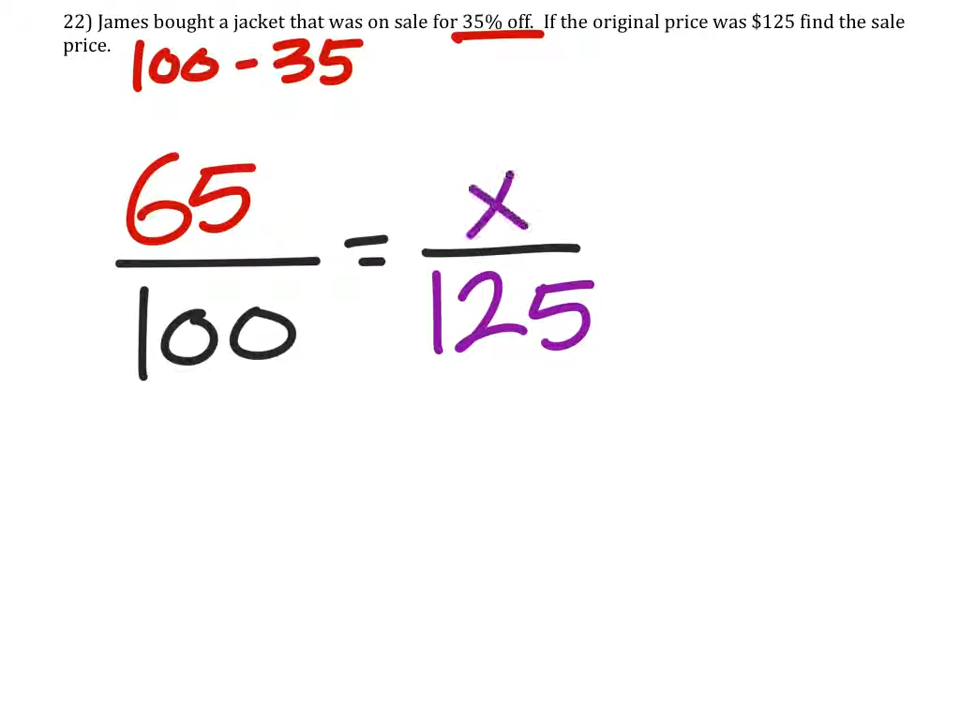 22) James bought a jacket that was on sale for 35% off. If the original price was $125 find the sale
price.
100 - 35
65 = x
100 125